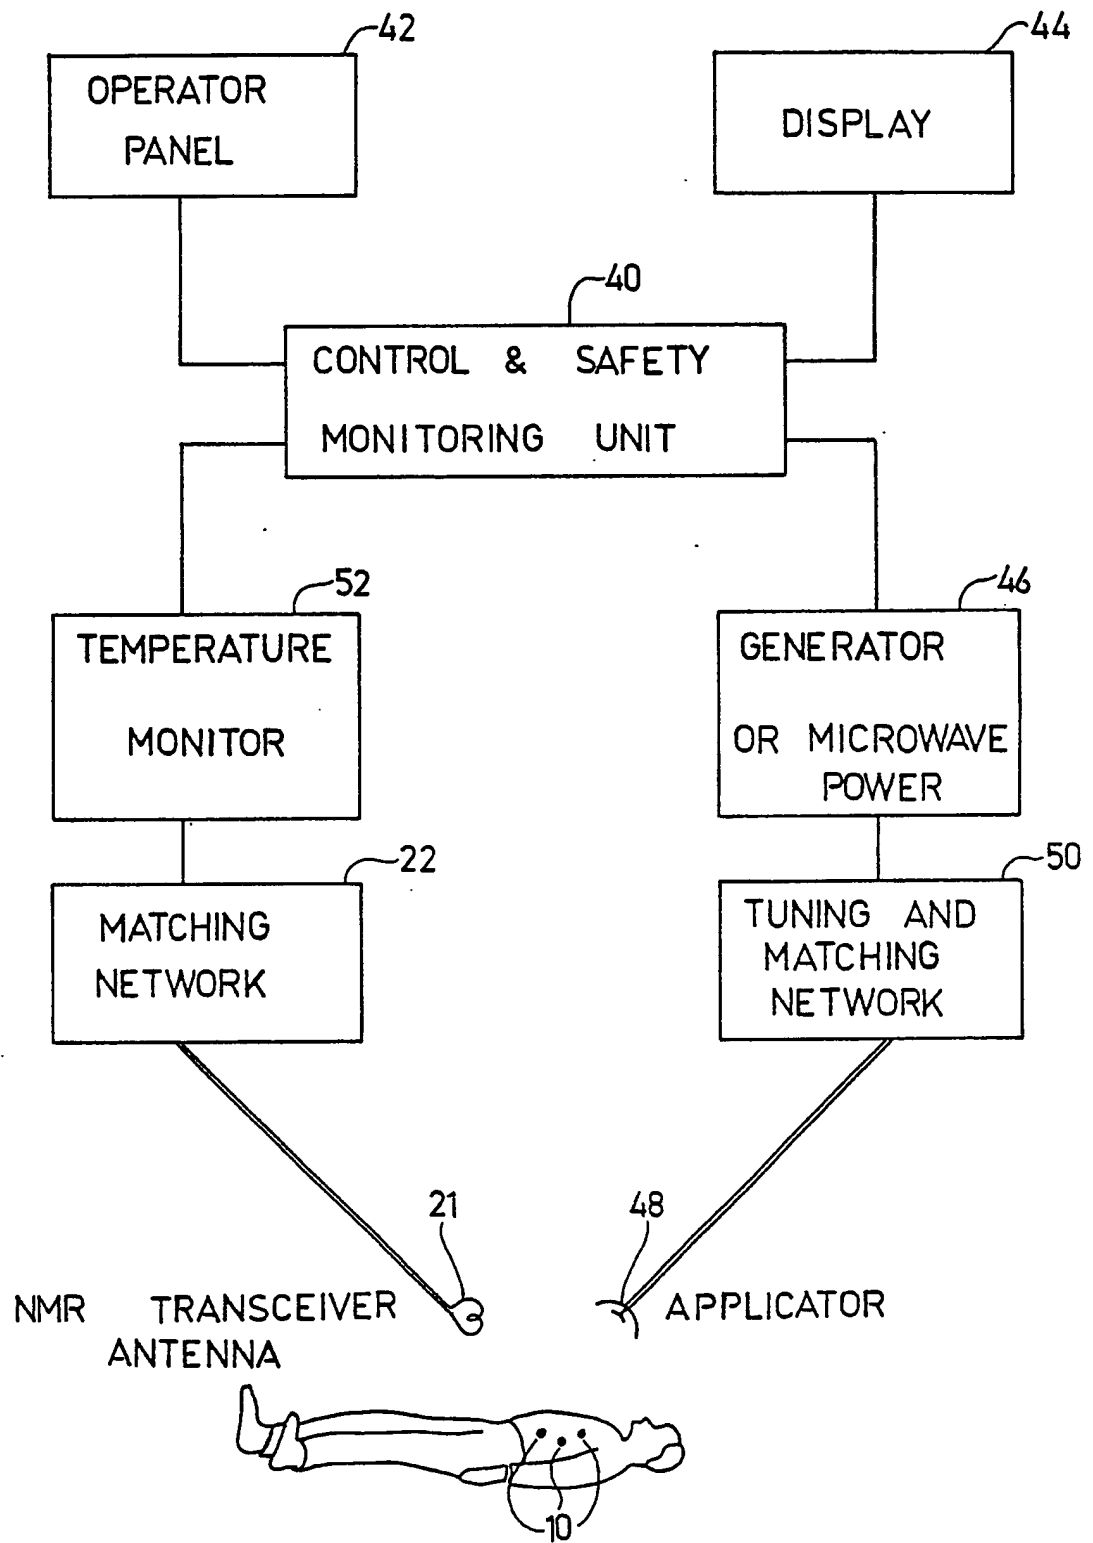 42
OPERATOR
PANEL
44
DISPLAY
40
CONTROL & SAFETY
MONITORING UNIT
52
TEMPERATURE
MONITOR
46
GENERATOR
OR MICROWAVE
POWER
22
MATCHING
NETWORK
50
TUNING AND
MATCHING
NETWORK
21
48
NMR TRANSCEIVER
ANTENNA
APPLICATOR
10